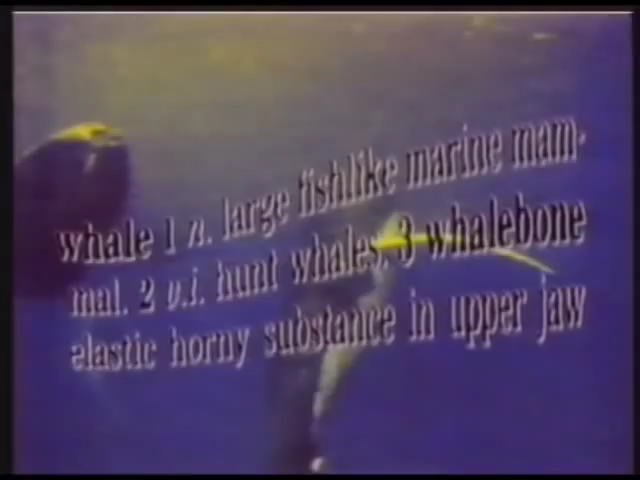 whale 1 n. large fishlike marine mam-
mal. 2 v.i. hunt whales. 3 whalebone
elastic horny substance in upper jaw